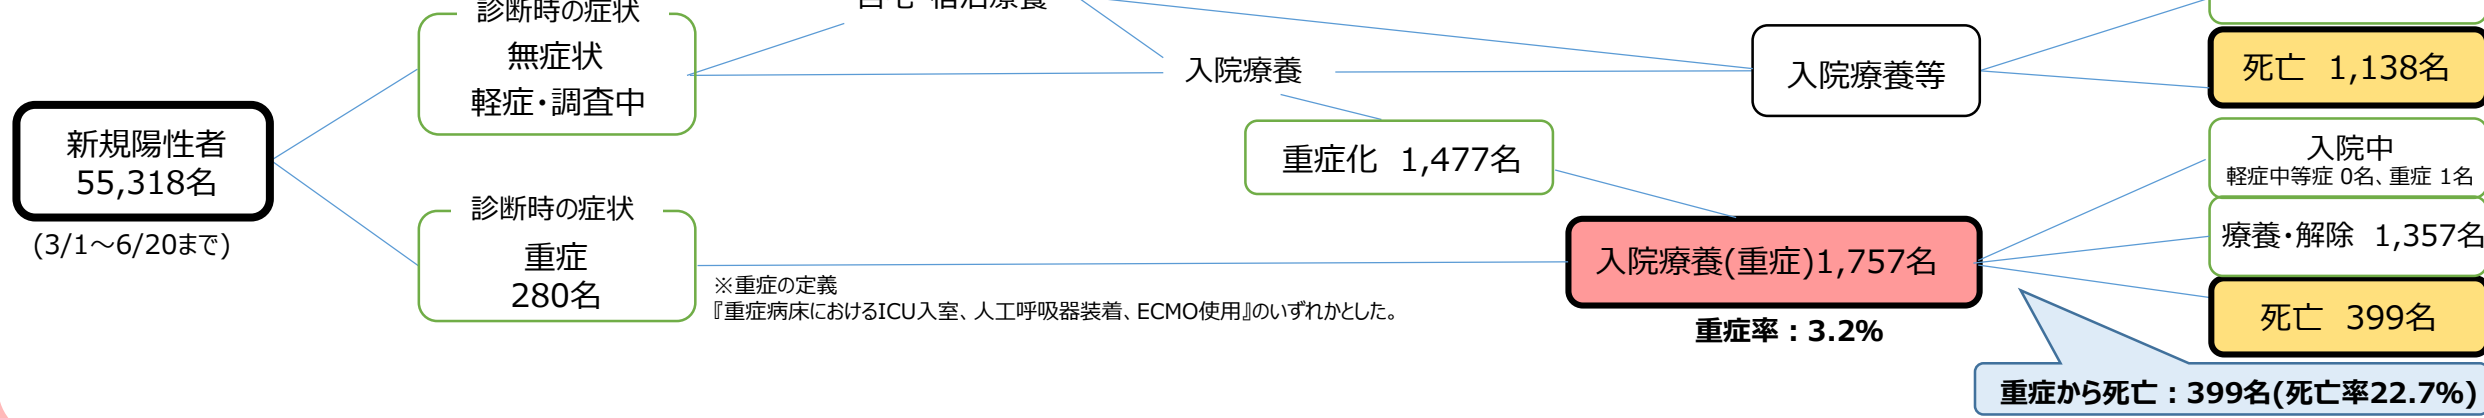 診断時の症状
無症状
軽症・調査中
入院療養
入院療養等
死亡 1,138名
新規陽性者
55,318名
(3/1～6/20まで)
重症化 1,477名
入院中
軽症中等症 0名、重症 1名
診断時の症状
重症
280名
※重症の定義
『重症病床におけるICU入室、人工呼吸器装着、ECMO使用』のいずれかとした。
入院療養(重症)1,757名
重症率：3.2%
療養・解除 1,357名
死亡 399名
重症から死亡：399名(死亡率22.7%)